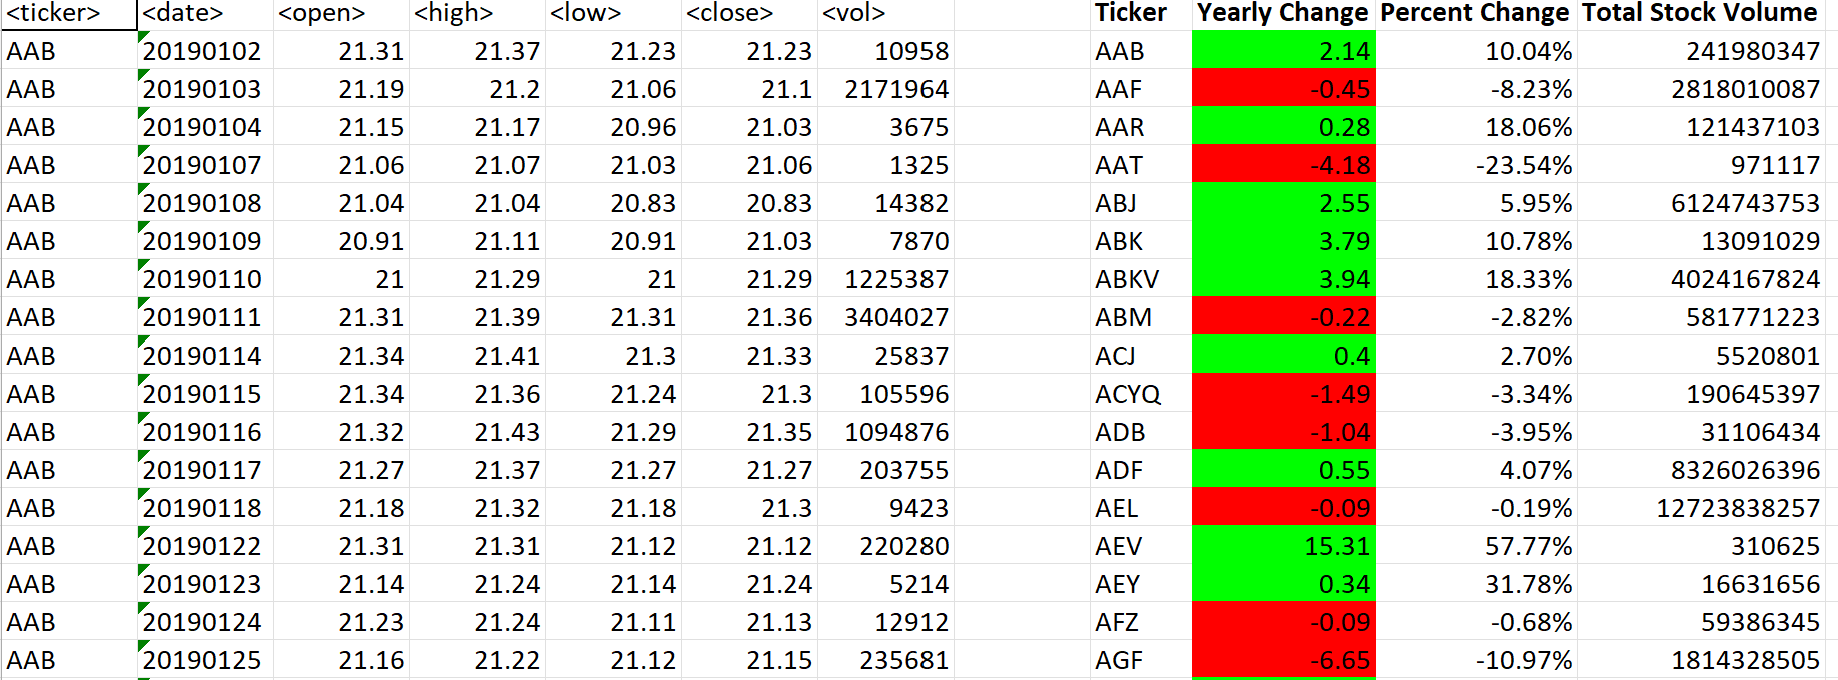 <ticker> <date> <open> <high> <low> <close> <vol> Ticker Yearly Change Percent Change Total Stock Volume
AAB 20190102 21.31 21.37 21.23 21.23 10958 AAB 2.14 10.04% 241980347
AAB 20190103 21.19 21.2 21.06 21.1 2171964 AAF -0.45 -8.23% 2818010087
AAB 20190104 21.15 21.17 20.96 21.03 3675 AAR 0.28 18.06% 121437103
AAB 20190107 21.06 21.07 21.03 21.06 1325 AAT -4.18 -23.54% 971117
AAB 20190108 21.04 21.04 20.83 20.83 14382 ABJ 2.55 5.95% 6124743753
AAB 20190109 20.91 21.11 20.91 21.03 7870 ABK 3.79 10.78% 13091029
AAB 20190110 21 21.29 21 21.29 1225387 ABKV 3.94 18.33% 4024167824
AAB 20190111 21.31 21.39 21.31 21.36 3404027 ABM -0.22 -2.82% 581771223
AAB 20190114 21.34 21.41 21.3 21.33 25837 ACJ 0.4 2.70% 5520801
AAB 20190115 21.34 21.36 21.24 21.3 105596 ACYQ -1.49 -3.34% 190645397
AAB 20190116 21.32 21.43 21.29 21.35 1094876 ADB -1.04 -3.95% 31106434
AAB 20190117 21.27 21.37 21.27 21.27 203755 ADF 0.55 4.07% 8326026396
AAB 20190118 21.18 21.32 21.18 21.3 9423 AEL -0.09 -0.19% 12723838257
AAB 20190122 21.31 21.31 21.12 21.12 220280 AEV 15.31 57.77% 310625
AAB 20190123 21.14 21.24 21.14 21.24 5214 AEY 0.34 31.78% 16631656
AAB 20190124 21.23 21.24 21.11 21.13 12912 AFZ -0.09 -0.68% 59386345
AAB 20190125 21.16 21.22 21.12 21.15 235681 AGF -6.65 -10.97% 1814328505